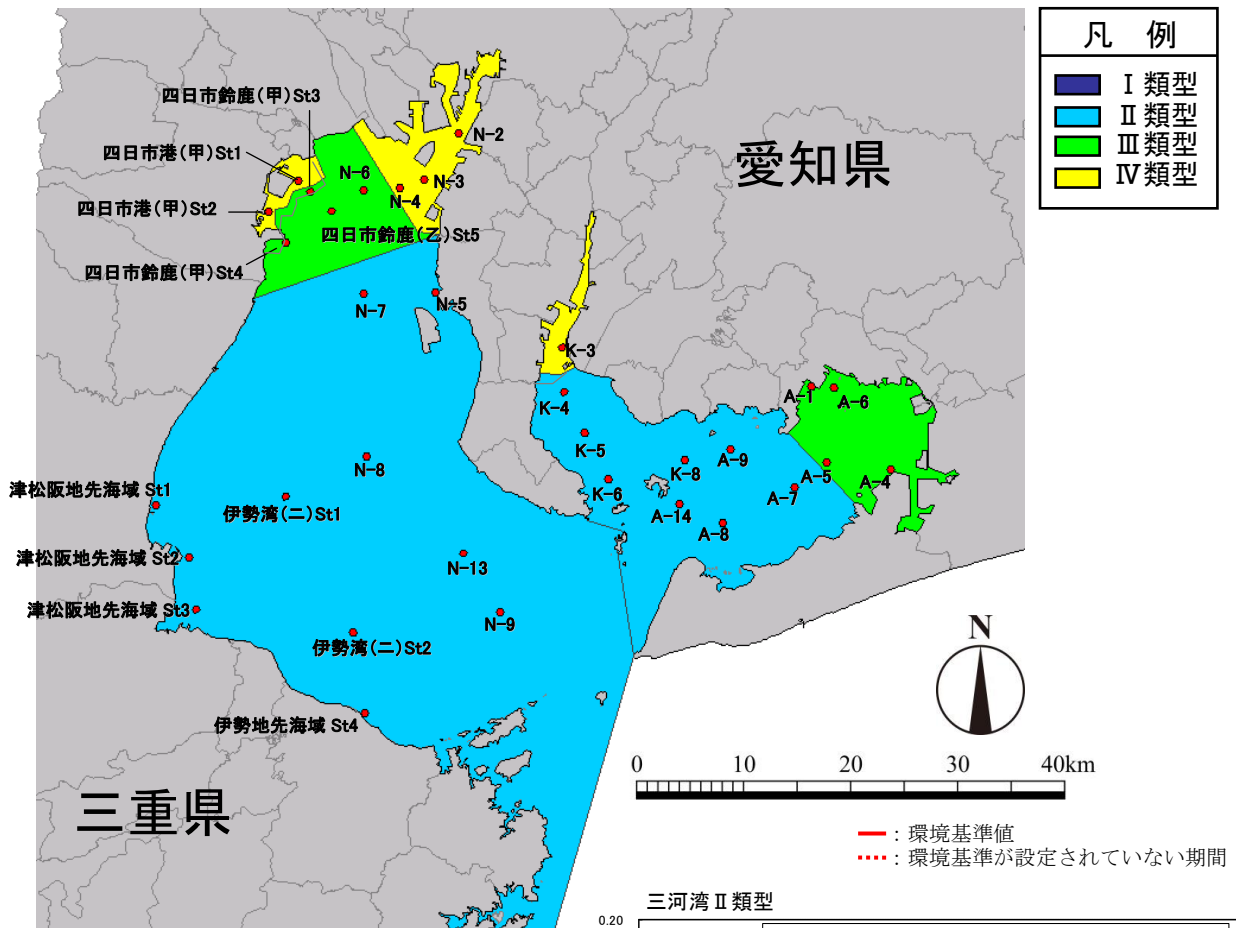 凡 例
Ⅰ類型
Ⅱ類型
Ⅲ類型
Ⅳ類型
愛知県
三重県
四日市鈴鹿(甲)St3
四日市港(甲)St1
四日市港(甲)St2
四日市鈴鹿(甲)St4
四日市鈴鹿(乙)St5
N-2
N-3
N-4
N-6
N-7
N-5
K-3
K-4
K-5
K-6
K-8
A-1
A-6
A-9
A-5
A-4
A-7
A-14
A-8
N-8
津松阪地先海域 St1
伊勢湾(二)St1
津松阪地先海域 St2
N-13
津松阪地先海域 St3
N-9
伊勢湾(二)St2
伊勢地先海域 St4
N
0 10 20 30 40km
：環境基準値
：環境基準が設定されていない期間
三河湾Ⅱ類型
0.20